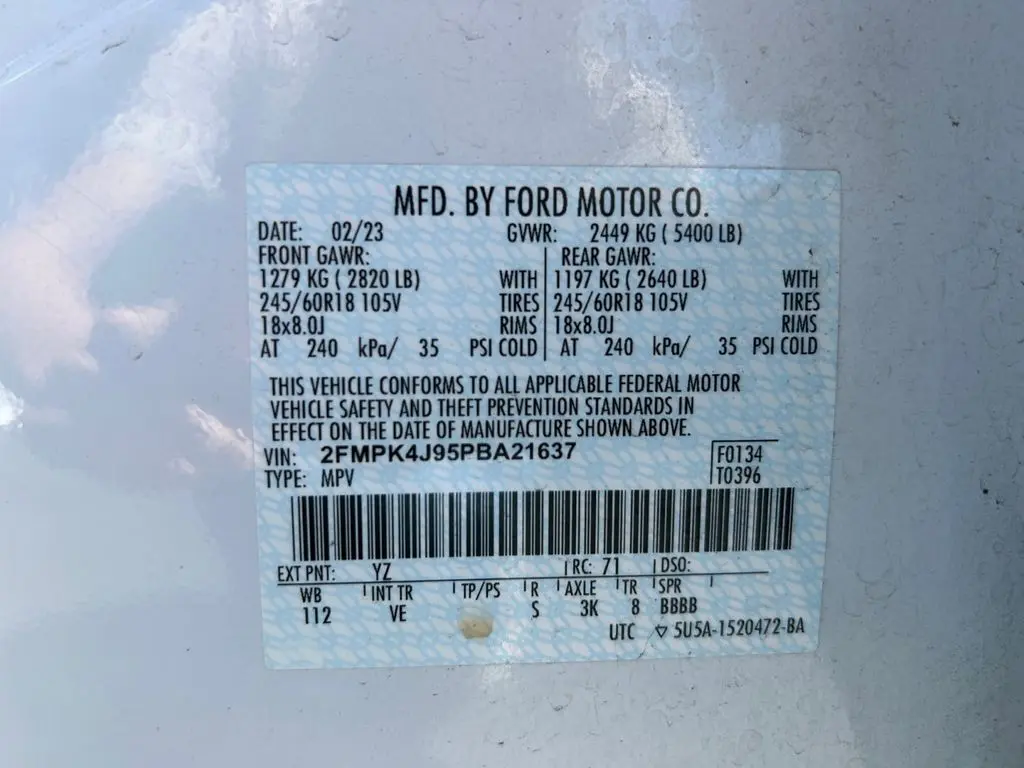 MFD. BY FORD MOTOR CO.
DATE: 02/23 GVWR: 2449 KG ( 5400 LB)
FRONT GAWR: REAR GAWR:
1279 KG ( 2820 LB) WITH 1197 KG ( 2640 LB) WITH
245/60R18 105V TIRES 245/60R18 105V TIRES
18x8.0J RIMS 18x8.0J RIMS
AT 240 kPa/ 35 PSI COLD AT 240 kPa/ 35 PSI COLD
THIS VEHICLE CONFORMS TO ALL APPLICABLE FEDERAL MOTOR
VEHICLE SAFETY AND THEFT PREVENTION STANDARDS IN
EFFECT ON THE DATE OF MANUFACTURE SHOWN ABOVE.
VIN: 2FMPK4J95PBA21637 F0134
TYPE: MPV T0396
EXT PNT: YZ RC: 71 DSO:
WB INT TR TP/PS R AXLE TR SPR
112 VE S 3K 8 BBBB
UTC ▽ 5U5A-1520472-BA